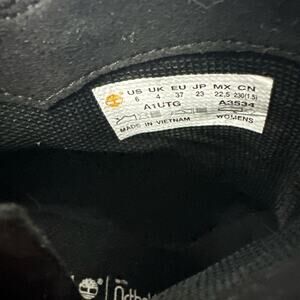 US UK EU JP MX CN
6 4 37 23 22.5 230(1.5)
A1UTG A3534
MADE IN VIETNAM WOMENS